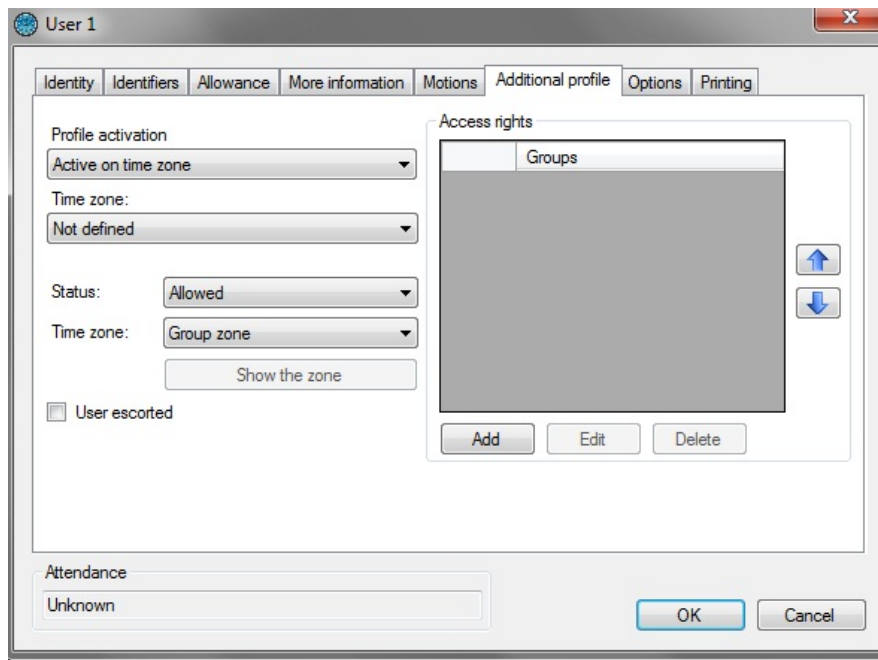 User 1
Identity Identifiers Allowance More information Motions Additional profile Options Printing
Profile activation
Active on time zone
Time zone:
Not defined
Status: Allowed
Time zone: Group zone
Show the zone
User escorted
Access rights
Groups
Add Edit Delete
Attendance
Unknown
OK Cancel